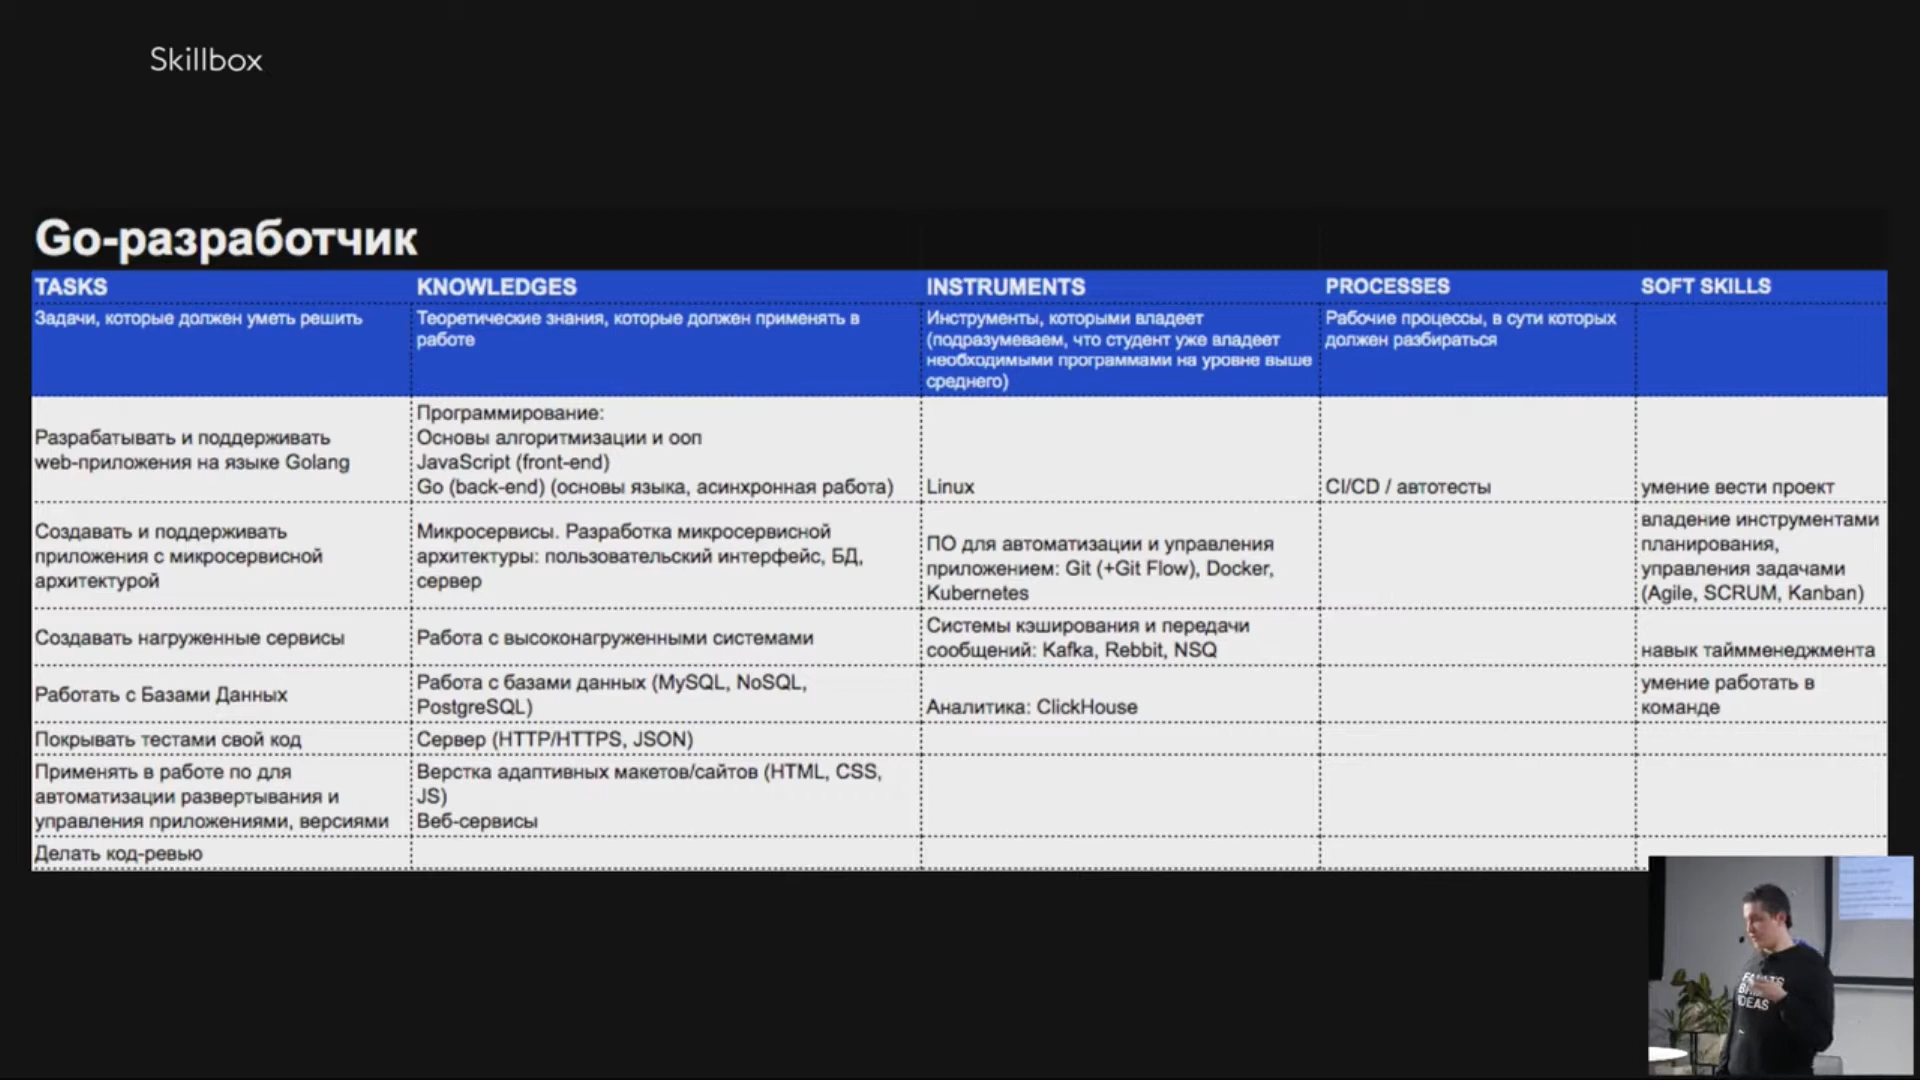 Skillbox
Go-разработчик
TASKS
KNOWLEDGES
INSTRUMENTS
PROCESSES
SOFT SKILLS
Задачи, которые должен уметь решить
Теоретические знания, которые должен применять в
работе
Инструменты, которыми владеет
(подразумеваем, что студент уже владеет
необходимыми программами на уровне выше
среднего)
Рабочие процессы, в сути которых
должен разбираться
Разрабатывать и поддерживать
web-приложения на языке Golang
Программирование:
Основы алгоритмизации и ооп
JavaScript (front-end)
Go (back-end) (основы языка, асинхронная работа)
Linux
CI/CD / автотесты
умение вести проект
Создавать и поддерживать
приложения с микросервисной
архитектурой
Микросервисы. Разработка микросервисной
архитектуры: пользовательский интерфейс, БД,
сервер
ПО для автоматизации и управления
приложением: Git (+Git Flow), Docker,
Kubernetes
владение инструментами
планирования,
управления задачами
(Agile, SCRUM, Kanban)
Создавать нагруженные сервисы
Работа с высоконагруженными системами
Системы кэширования и передачи
сообщений: Kafka, Rebbit, NSQ
навык таймменеджмента
Работать с Базами Данных
Работа с базами данных (MySQL, NoSQL,
PostgreSQL)
Аналитика: ClickHouse
умение работать в
команде
Покрывать тестами свой код
Сервер (HTTP/HTTPS, JSON)
Применять в работе по для
автоматизации развертывания и
управления приложениями, версиями
Верстка адаптивных макетов/сайтов (HTML, CSS,
JS)
Веб-сервисы
Делать код-ревью